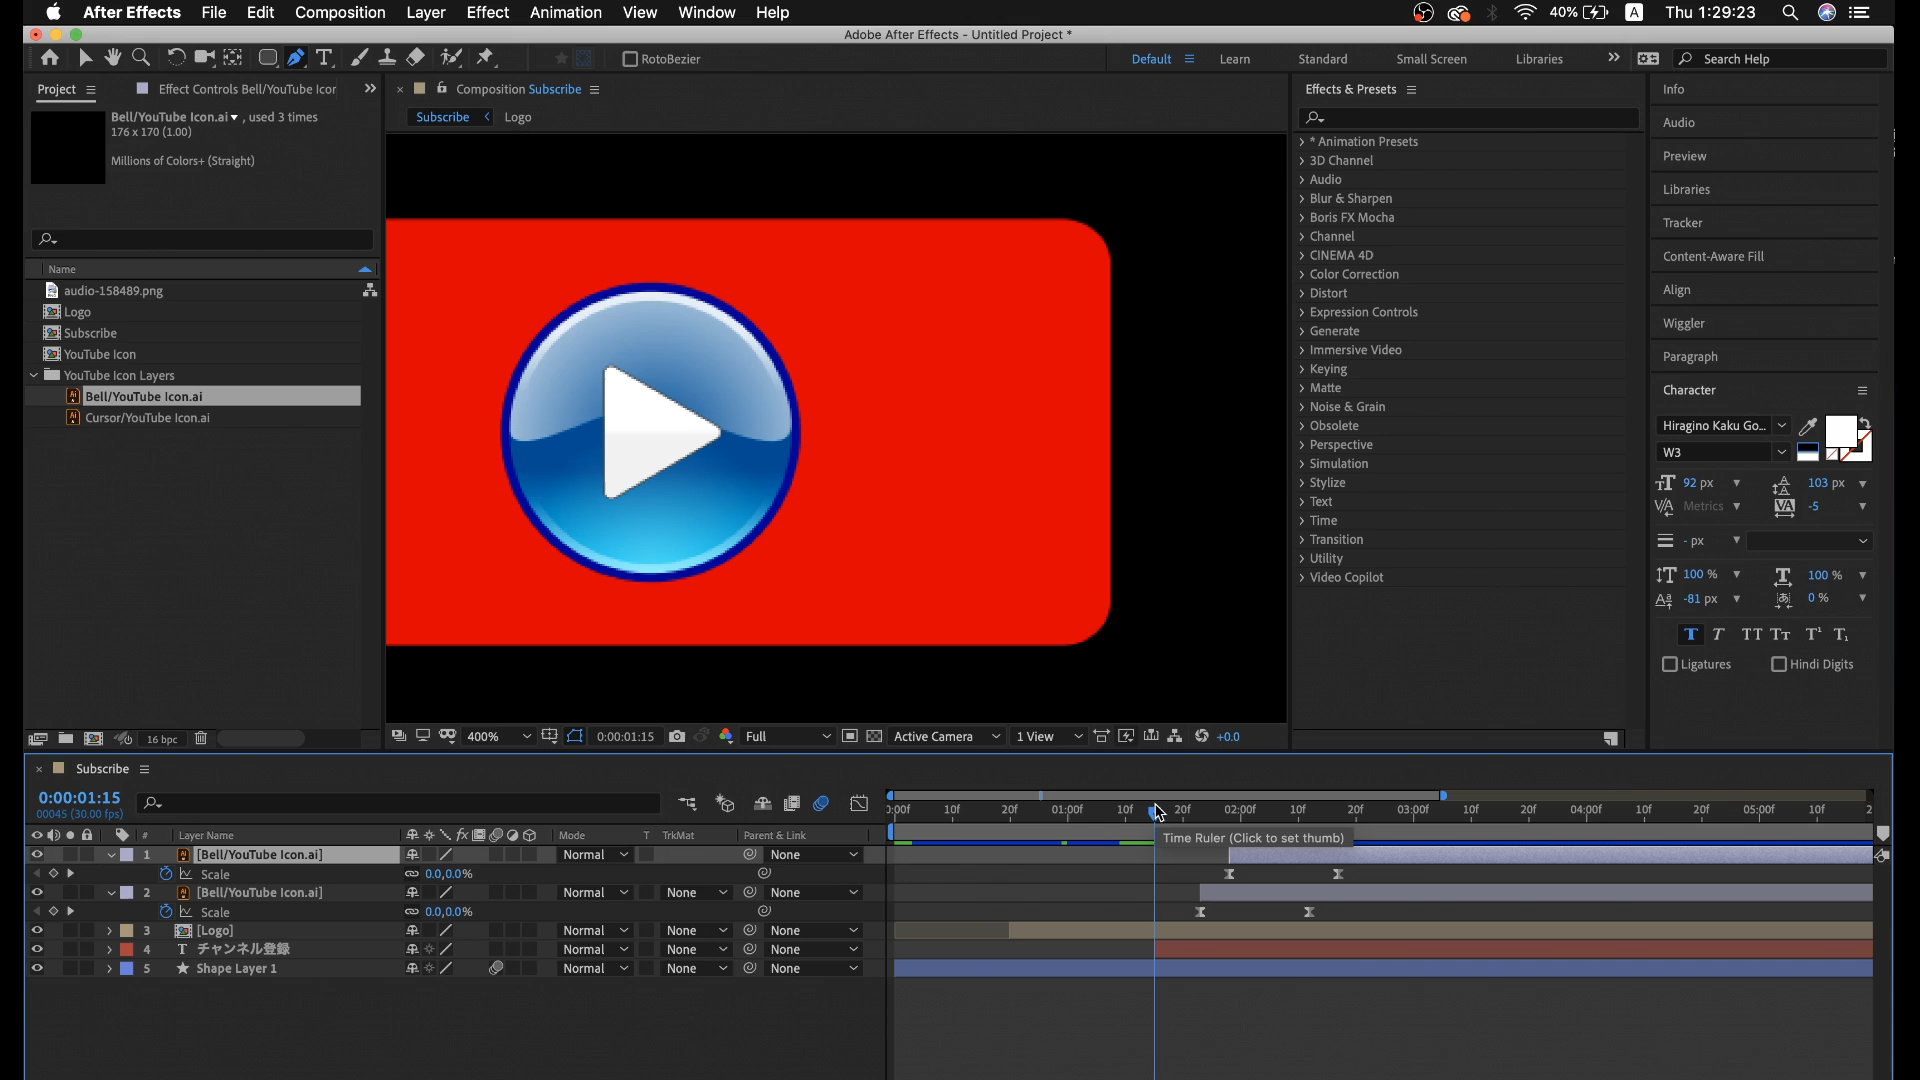 After Effects File Edit Composition Layer Effect Animation View Window Help 40% A Thu 1:29:23
Adobe After Effects - Untitled Project *
RotoBezier Default Learn Standard Small Screen Libraries Search Help
Project Effect Controls Bell/YouTube Icon
Composition Subscribe
Effects & Presets
Info
Bell/YouTube Icon.ai , used 3 times
176 x 170 (1.00)
Millions of Colors+ (Straight)
Subscribe Logo
Name
audio-158489.png
Logo
Subscribe
YouTube Icon
YouTube Icon Layers
Bell/YouTube Icon.ai
Cursor/YouTube Icon.ai
16 bpc
400% 0:00:01:15 Full Active Camera 1 View +0.0
* Animation Presets
3D Channel
Audio
Blur & Sharpen
Boris FX Mocha
Channel
CINEMA 4D
Color Correction
Distort
Expression Controls
Generate
Immersive Video
Keying
Matte
Noise & Grain
Obsolete
Perspective
Simulation
Stylize
Text
Time
Transition
Utility
Video Copilot
Audio
Preview
Libraries
Tracker
Content-Aware Fill
Align
Wiggler
Paragraph
Character
Hiragino Kaku Go...
W3
92 px 103 px
Metrics -5
- px
100 % 100 %
-81 px 0 %
T T TT Tt T¹ T₁
Ligatures Hindi Digits
Subscribe
0:00:01:15
00045 (30.00 fps)
:00f 10f 20f 01:00f 10f 20f 02:00f 10f 20f 03:00f 10f 20f 04:00f 10f 20f 05:00f 10f 2
# Layer Name Mode T TrkMat Parent & Link
Time Ruler (Click to set thumb)
1 [Bell/YouTube Icon.ai] Normal None
Scale 0.0,0.0%
2 [Bell/YouTube Icon.ai] Normal None None
Scale 0.0,0.0%
3 [Logo] Normal None None
4 T チャンネル登録 Normal None None
5 Shape Layer 1 Normal None None